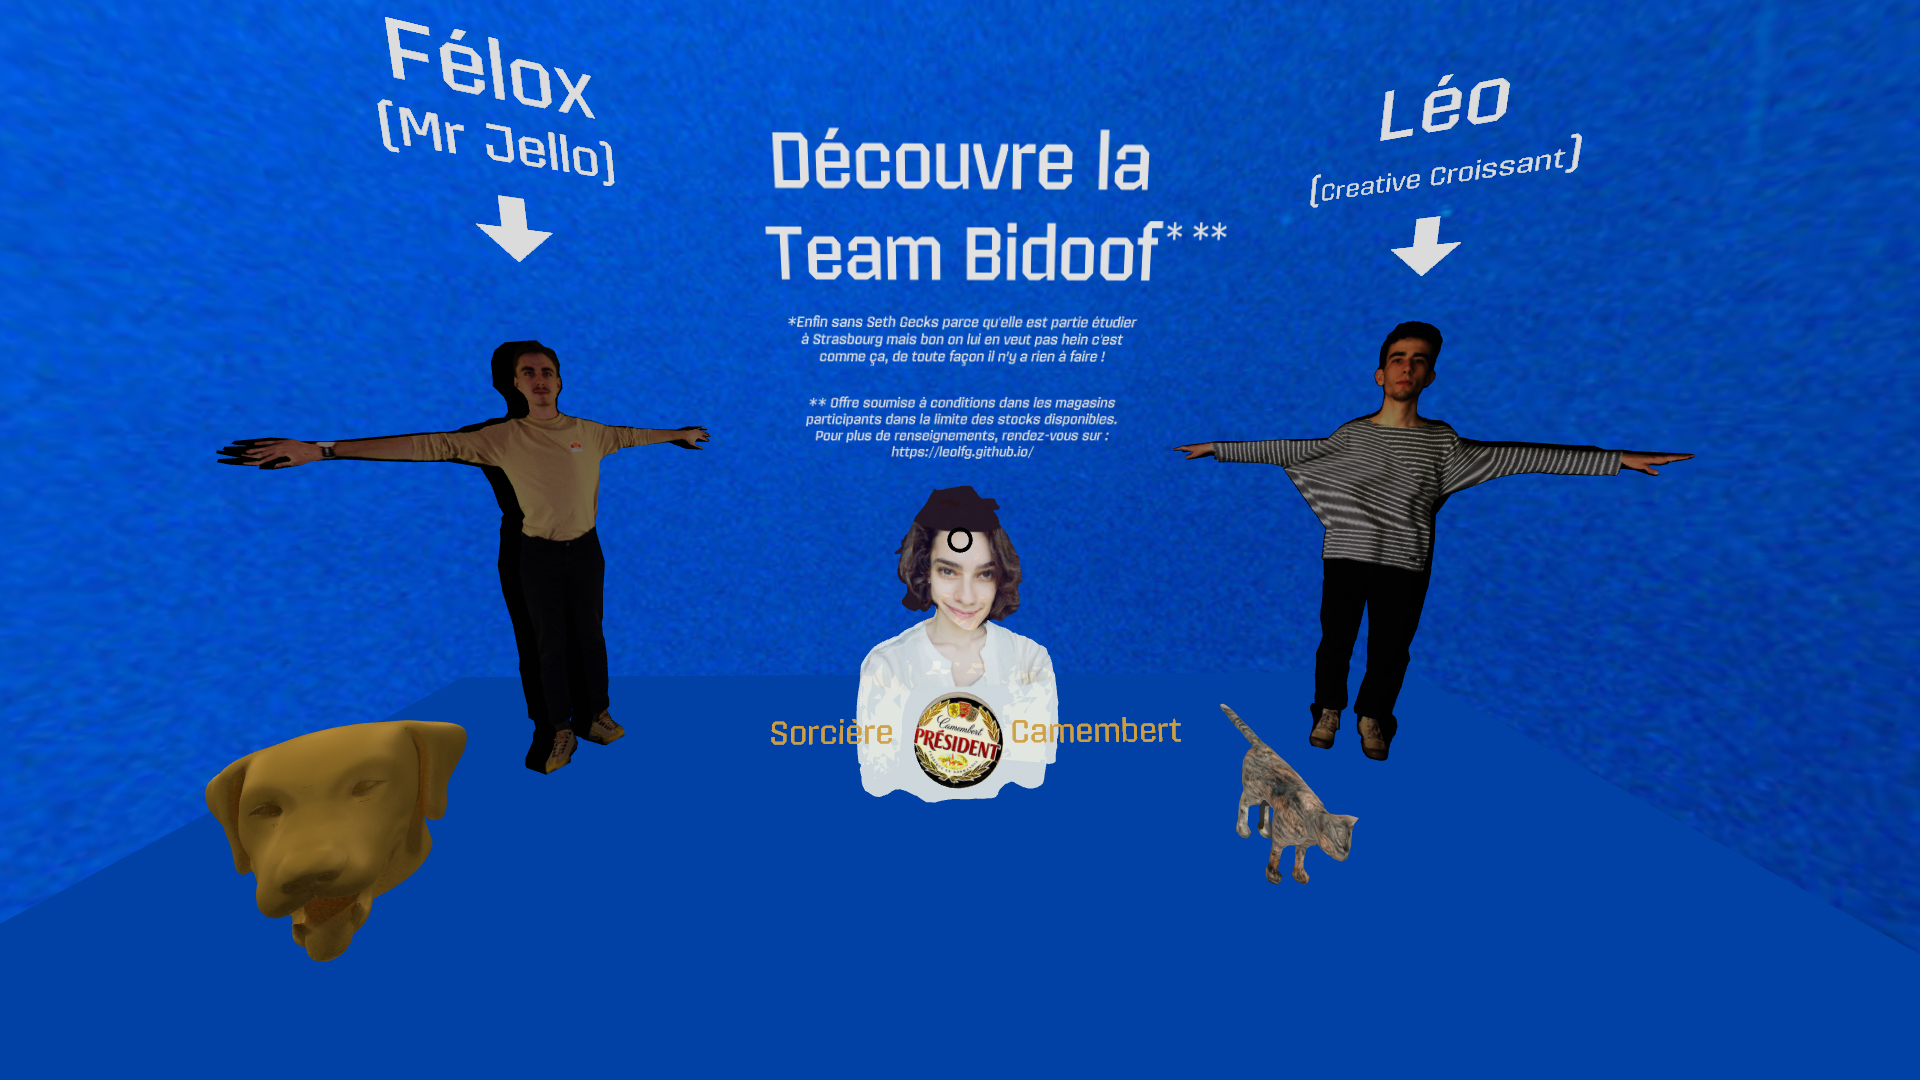 Félox
(Mr Jello)
Découvre la
Team Bidoof* **
Léo
(Creative Croissant)
*Enfin sans Seth Gecks parce qu'elle est partie étudier
à Strasbourg mais bon on lui en veut pas hein c'est
comme ça, de toute façon il n'y a rien à faire !
** Offre soumise à conditions dans les magasins
participants dans la limite des stocks disponibles.
Pour plus de renseignements, rendez-vous sur :
https://leolfg.github.io/
Sorcière
Camembert
PRÉSIDENT
Camembert